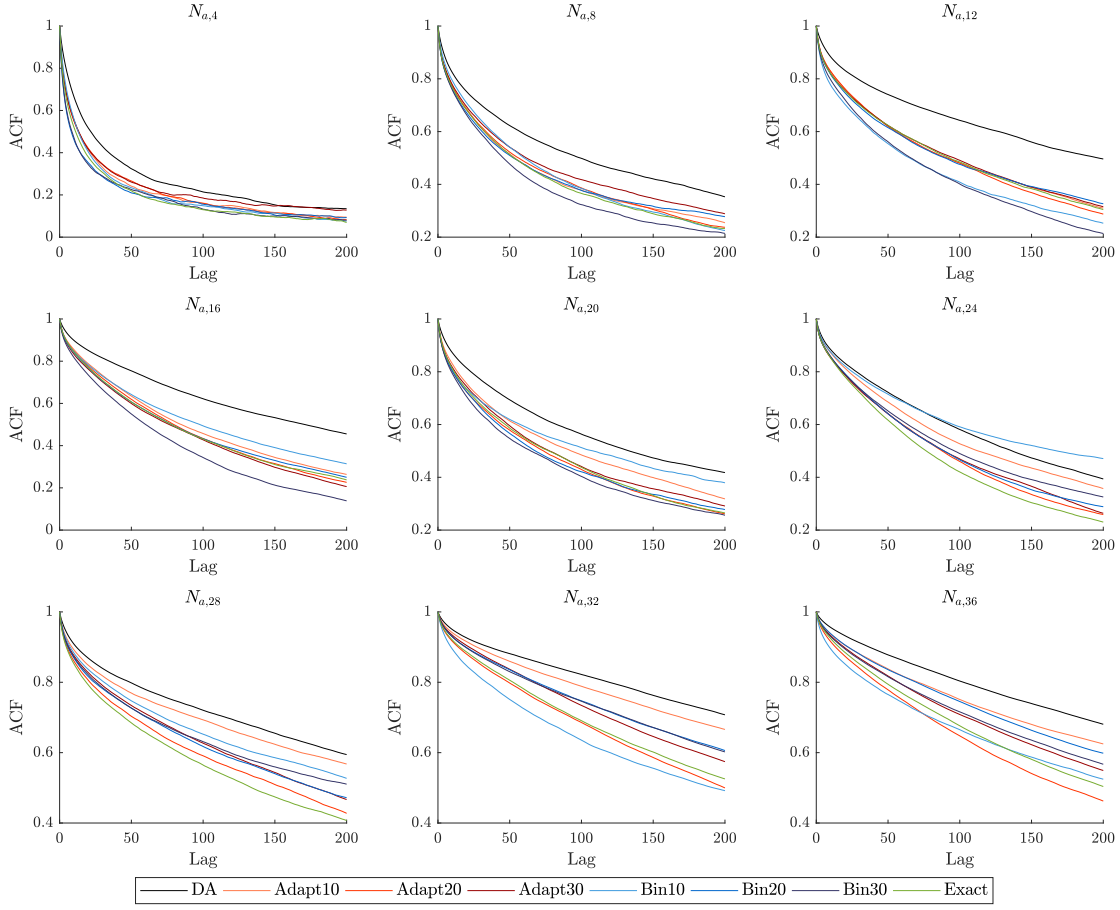 N_{a,4}
N_{a,8}
N_{a,12}
ACF
1
0.8
0.6
0.4
0.2
0
0 50 100 150 200
Lag
ACF
1
0.8
0.6
0.4
0.2
0 50 100 150 200
Lag
ACF
1
0.8
0.6
0.4
0.2
0 50 100 150 200
Lag
N_{a,16}
N_{a,20}
N_{a,24}
ACF
1
0.8
0.6
0.4
0.2
0
0 50 100 150 200
Lag
ACF
1
0.8
0.6
0.4
0.2
0 50 100 150 200
Lag
ACF
1
0.8
0.6
0.4
0.2
0 50 100 150 200
Lag
N_{a,28}
N_{a,32}
N_{a,36}
ACF
1
0.8
0.6
0.4
0 50 100 150 200
Lag
ACF
1
0.8
0.6
0.4
0 50 100 150 200
Lag
ACF
1
0.8
0.6
0.4
0 50 100 150 200
Lag
DA Adapt10 Adapt20 Adapt30 Bin10 Bin20 Bin30 Exact